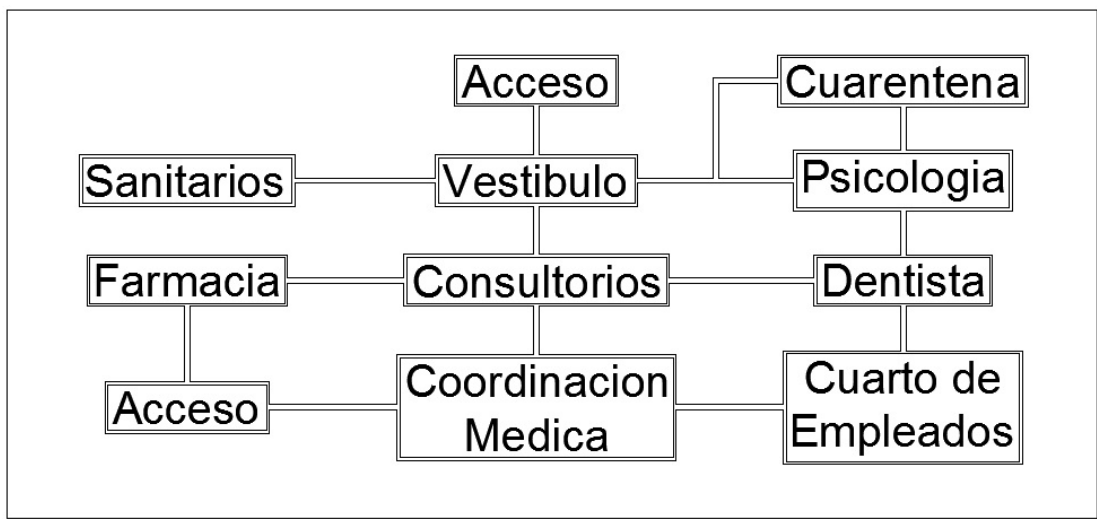 Acceso
Cuarentena
Sanitarios
Vestibulo
Psicologia
Farmacia
Consultorios
Dentista
Acceso
Coordinacion
Medica
Cuarto de
Empleados